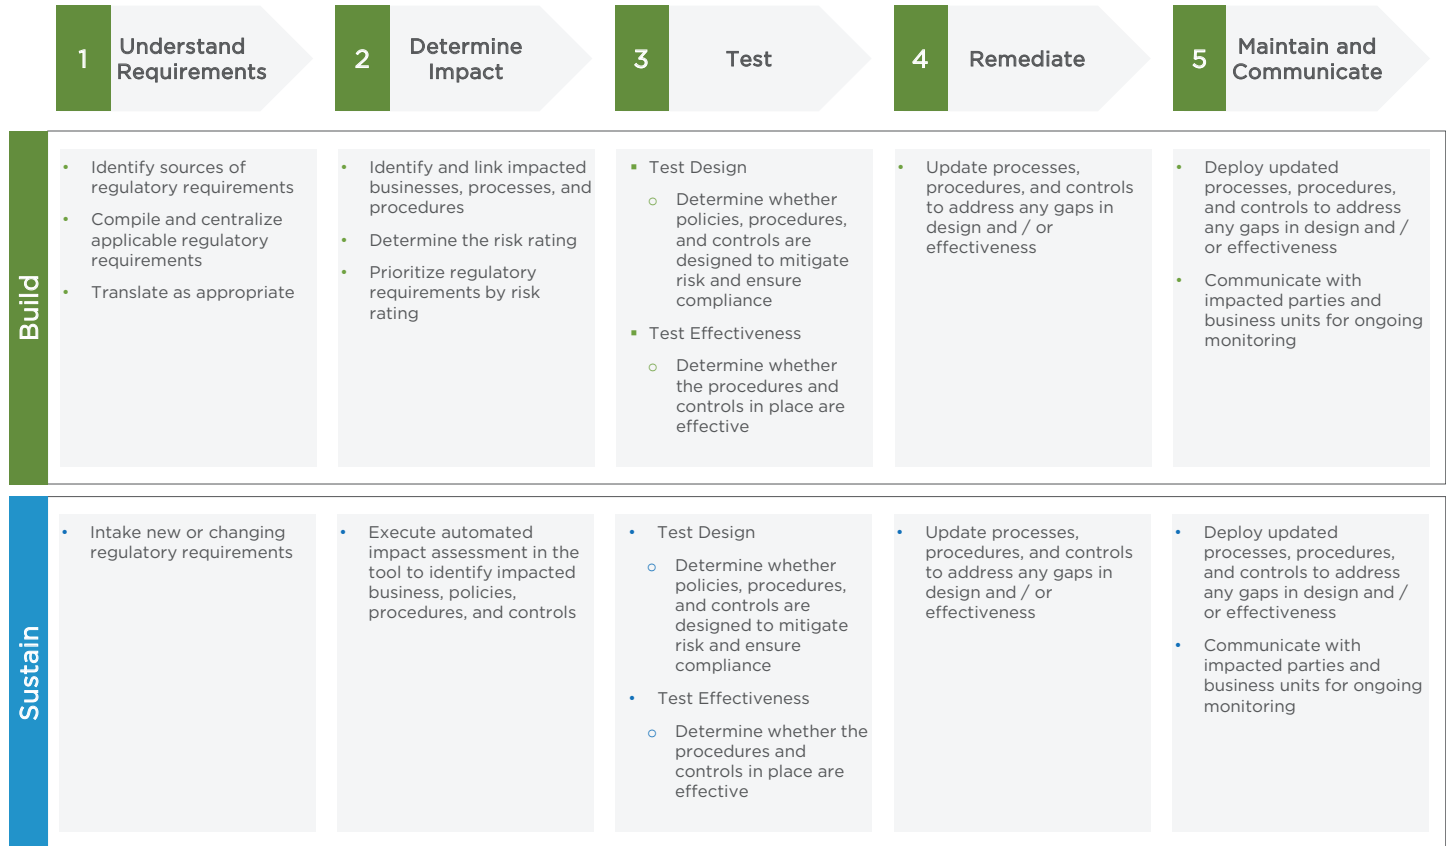 1
Understand
Requirements
2
Determine
Impact
3
Test
4
Remediate
5
Maintain and
Communicate
Build
• Identify sources of
regulatory requirements
• Compile and centralize
applicable regulatory
requirements
• Translate as appropriate
• Identify and link impacted
businesses, processes, and
procedures
• Determine the risk rating
• Prioritize regulatory
requirements by risk
rating
▪ Test Design
o Determine whether
policies, procedures,
and controls are
designed to mitigate
risk and ensure
compliance
▪ Test Effectiveness
o Determine whether
the procedures and
controls in place are
effective
• Update processes,
procedures, and controls
to address any gaps in
design and / or
effectiveness
• Deploy updated
processes, procedures,
and controls to address
any gaps in design and /
or effectiveness
• Communicate with
impacted parties and
business units for ongoing
monitoring
Sustain
• Intake new or changing
regulatory requirements
• Execute automated
impact assessment in the
tool to identify impacted
business, policies,
procedures, and controls
• Test Design
o Determine whether
policies, procedures,
and controls are
designed to mitigate
risk and ensure
compliance
• Test Effectiveness
o Determine whether the
procedures and
controls in place are
effective
• Update processes,
procedures, and controls
to address any gaps in
design and / or
effectiveness
• Deploy updated
processes, procedures,
and controls to address
any gaps in design and /
or effectiveness
• Communicate with
impacted parties and
business units for ongoing
monitoring